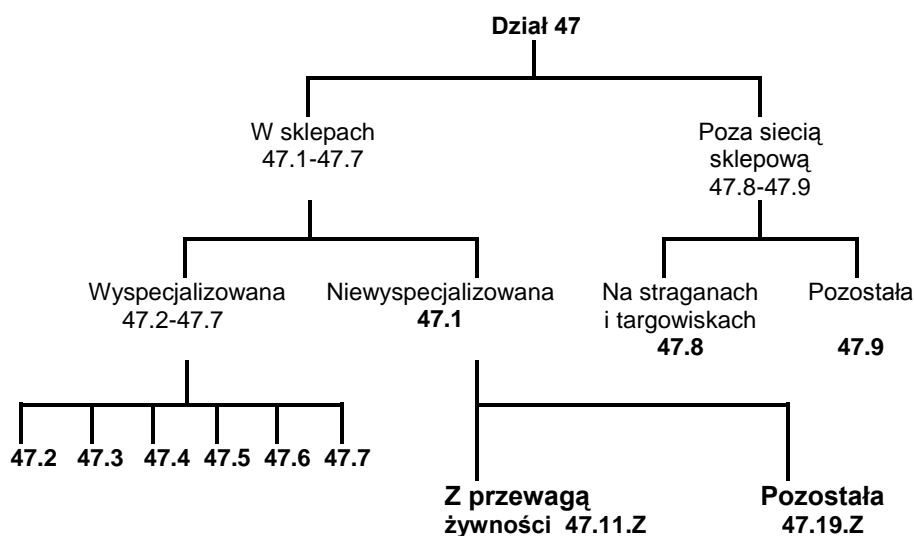 Dział 47
W sklepach
47.1-47.7
Poza siecią
sklepową
47.8-47.9
Wyspecjalizowana
47.2-47.7
Niewyspecjalizowana
47.1
Na straganach
i targowiskach
47.8
Pozostała
47.9
47.2 47.3 47.4 47.5 47.6 47.7
Z przewagą
żywności 47.11.Z
Pozostała
47.19.Z